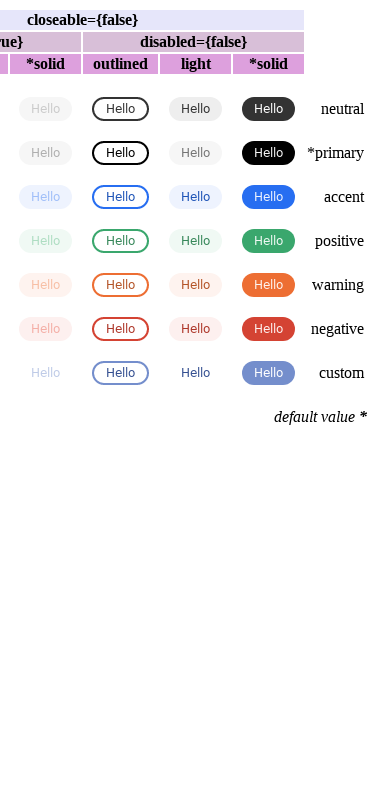 closeable={false}
rue} disabled={false}
*solid outlined light *solid
Hello Hello Hello Hello neutral
Hello Hello Hello Hello *primary
Hello Hello Hello Hello accent
Hello Hello Hello Hello positive
Hello Hello Hello Hello warning
Hello Hello Hello Hello negative
Hello Hello Hello Hello custom
default value *